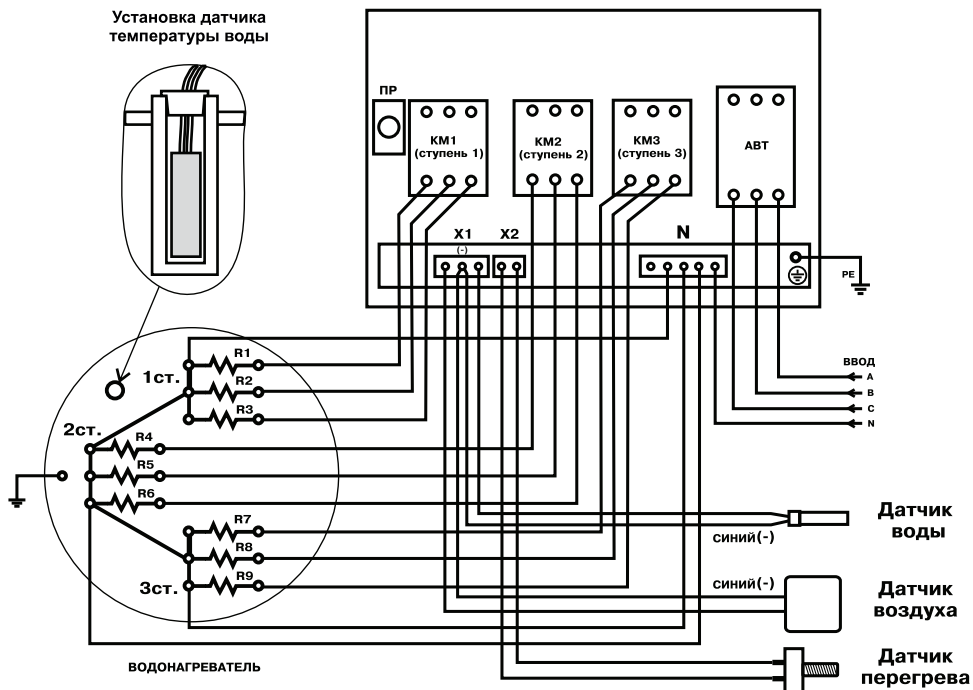 Установка датчика
температуры воды
ПР
КМ1
(ступень 1)
КМ2
(ступень 2)
КМ3
(ступень 3)
АВТ
X1
(-)
X2
N
PE
R1
1ст.
R2
R3
2ст.
R4
R5
R6
R7
R8
3ст.
R9
ВВОД
A
B
C
N
Датчик
воды
синий(-)
синий(-)
Датчик
воздуха
Датчик
перегрева
ВОДОНАГРЕВАТЕЛЬ